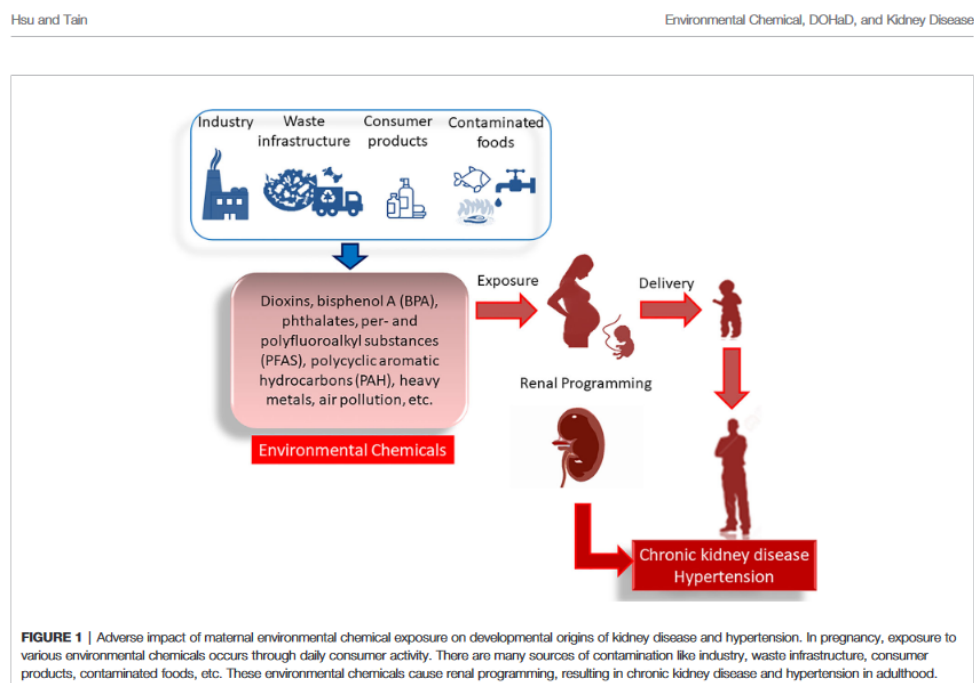 Hsu and Tain
Environmental Chemical, DOHaD, and Kidney Disease
Industry
Waste
infrastructure
Consumer
products
Contaminated
foods
Dioxins, bisphenol A (BPA),
phthalates, per- and
polyfluoroalkyl substances
(PFAS), polycyclic aromatic
hydrocarbons (PAH), heavy
metals, air pollution, etc.
Environmental Chemicals
Exposure
Delivery
Renal Programming
Chronic kidney disease
Hypertension
FIGURE 1 | Adverse impact of maternal environmental chemical exposure on developmental origins of kidney disease and hypertension. In pregnancy, exposure to
various environmental chemicals occurs through daily consumer activity. There are many sources of contamination like industry, waste infrastructure, consumer
products, contaminated foods, etc. These environmental chemicals cause renal programming, resulting in chronic kidney disease and hypertension in adulthood.